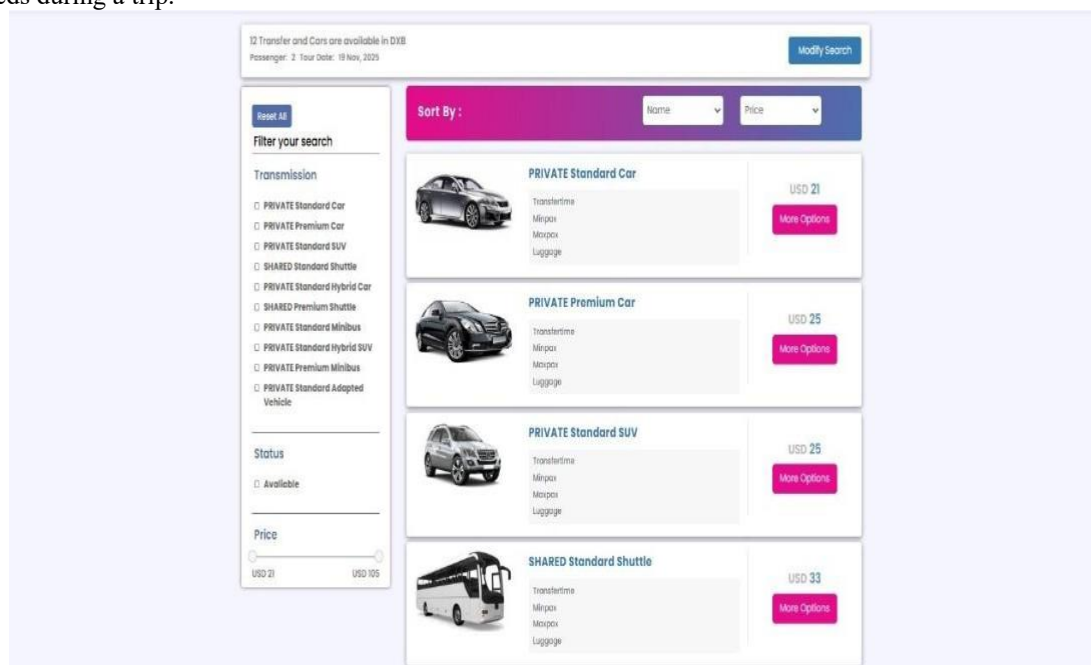 eds during a trip.
12 Transfer and Cars are available in DXB
Passenger: 2 Tour Date: 19 Nov, 2025
Modify Search
Reset All
Filter your search
Transmission
PRIVATE Standard Car
PRIVATE Premium Car
PRIVATE Standard SUV
SHARED Standard Shuttle
PRIVATE Standard Hybrid Car
SHARED Premium Shuttle
PRIVATE Standard Minibus
PRIVATE Standard Hybrid SUV
PRIVATE Premium Minibus
PRIVATE Standard Adapted
Vehicle
Status
Available
Price
USD 21 USD 105
Sort By :
Name Price
PRIVATE Standard Car
Transfertime
Minpax
Maxpax
Luggage
USD 21
More Options
PRIVATE Premium Car
Transfertime
Minpax
Maxpax
Luggage
USD 25
More Options
PRIVATE Standard SUV
Transfertime
Minpax
Maxpax
Luggage
USD 25
More Options
SHARED Standard Shuttle
Transfertime
Minpax
Maxpax
Luggage
USD 33
More Options